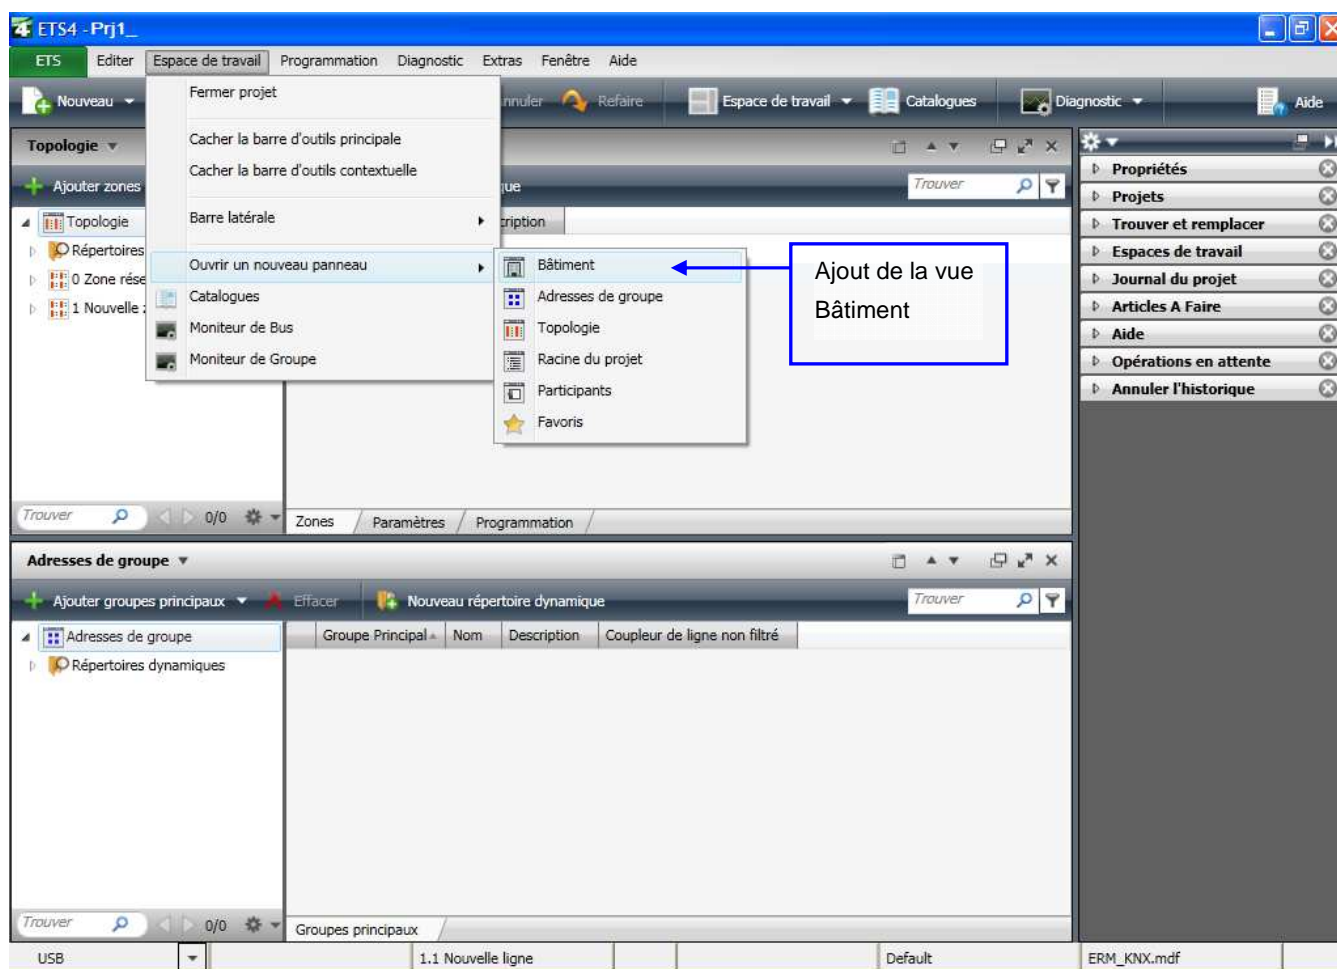 ETS4 - Prj1_
ETS Editer Espace de travail Programmation Diagnostic Extras Fenêtre Aide
Nouveau Refaire Espace de travail Catalogues Diagnostic Aide
Fermer projet
Cacher la barre d'outils principale
Cacher la barre d'outils contextuelle
Barre latérale
Ouvrir un nouveau panneau
Catalogues
Moniteur de Bus
Moniteur de Groupe
Bâtiment
Adresses de groupe
Topologie
Racine du projet
Participants
Favoris
Ajout de la vue
Bâtiment
Topologie
Ajouter zones Trouver
Topologie
Répertoires
0 Zone rése
1 Nouvelle
Trouver 0/0 Zones Paramètres Programmation
Propriétés
Projets
Trouver et remplacer
Espaces de travail
Journal du projet
Articles A Faire
Aide
Opérations en attente
Annuler l'historique
Adresses de groupe
Ajouter groupes principaux Effacer Nouveau répertoire dynamique Trouver
Adresses de groupe
Répertoires dynamiques
Groupe Principal Nom Description Coupleur de ligne non filtré
Trouver 0/0 Groupes principaux
USB 1.1 Nouvelle ligne Default ERM_KNX.mdf